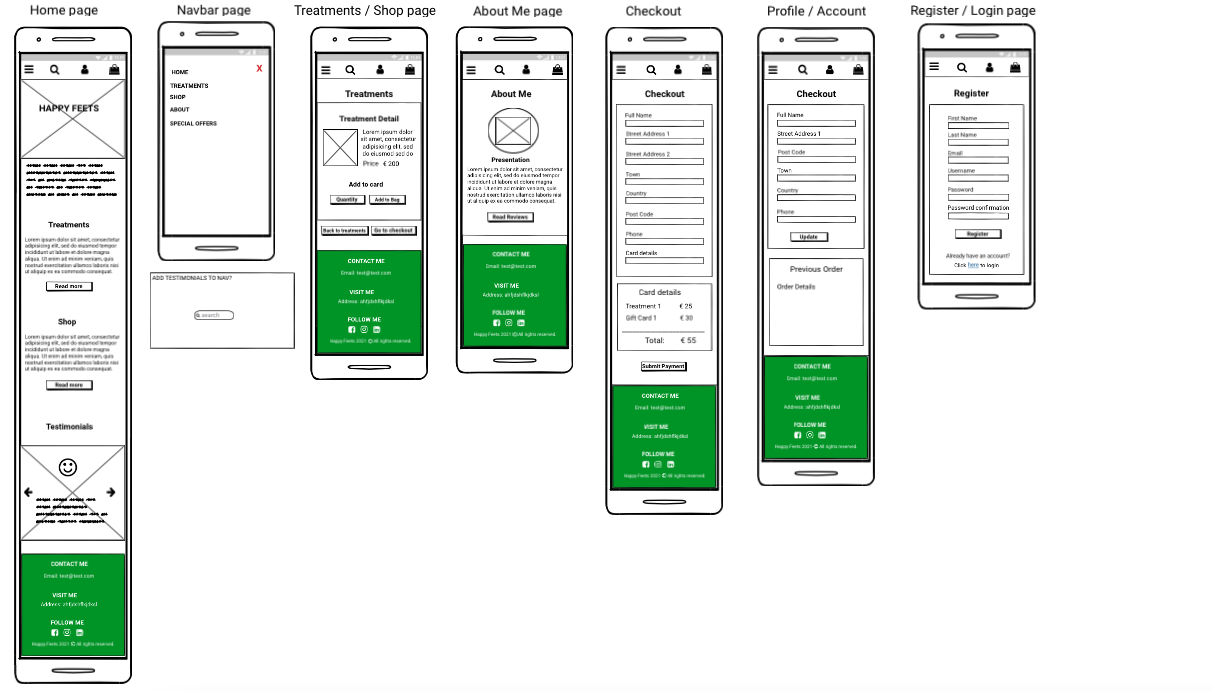 Home page
HAPPY FEETS
Treatments
Lorem ipsum dolor sit amet, consectetur
adipiscing elit, sed do eiusmod tempor
incididunt ut labore et dolore magna
aliqua. Ut enim ad minim veniam, quis
nostrud exercitation ullamco laboris nisi
ut aliquip ex ea commodo consequat.
Read more
Shop
Lorem ipsum dolor sit amet, consectetur
adipiscing elit, sed do eiusmod tempor
incididunt ut labore et dolore magna
aliqua. Ut enim ad minim veniam, quis
nostrud exercitation ullamco laboris nisi
ut aliquip ex ea commodo consequat.
Read more
Testimonials
CONTACT ME
Email: test@test.com
VISIT ME
FOLLOW ME
Happy Feets 2021 © All rights reserved.
Navbar page
X
HOME
TREATMENTS
SHOP
ABOUT
SPECIAL OFFERS
ADD TESTIMONIALS TO NAV?
search
Treatments / Shop page
Treatments
Treatment Detail
Lorem ipsum dolor
sit amet, consectetur
adipisicing elit, sed
do eiusmod sed do
Price € 200
Add to card
Quantity
Add to Bag
Back to treatments
Go to checkout
CONTACT ME
Email: test@test.com
VISIT ME
FOLLOW ME
Happy Feets 2021 © All rights reserved.
About Me page
About Me
Presentation
Lorem ipsum dolor sit amet, consectetur
adipiscing elit, sed do eiusmod tempor
incididunt ut labore et dolore magna
aliqua. Ut enim ad minim veniam, quis
nostrud exercitation ullamco laboris nisi
ut aliquip ex ea commodo consequat.
Read Reviews
CONTACT ME
Email: test@test.com
VISIT ME
FOLLOW ME
Happy Feets 2021 © All rights reserved.
Checkout
Checkout
Full Name
Street Address 1
Street Address 2
Town
Country
Post Code
Phone
Card details
Card details
Treatment 1 € 25
Gift Card 1 € 30
Total: € 55
Submit Payment
CONTACT ME
Email: test@test.com
VISIT ME
FOLLOW ME
Happy Feets 2021 © All rights reserved.
Profile / Account
Checkout
Full Name
Street Address 1
Post Code
Town
Country
Phone
Update
Previous Order
Order Details
CONTACT ME
Email: test@test.com
VISIT ME
FOLLOW ME
Happy Feets 2021 © All rights reserved.
Register / Login page
Register
First Name
Last Name
Email
Username
Password
Password confirmation
Register
Already have an account?
Click here to login